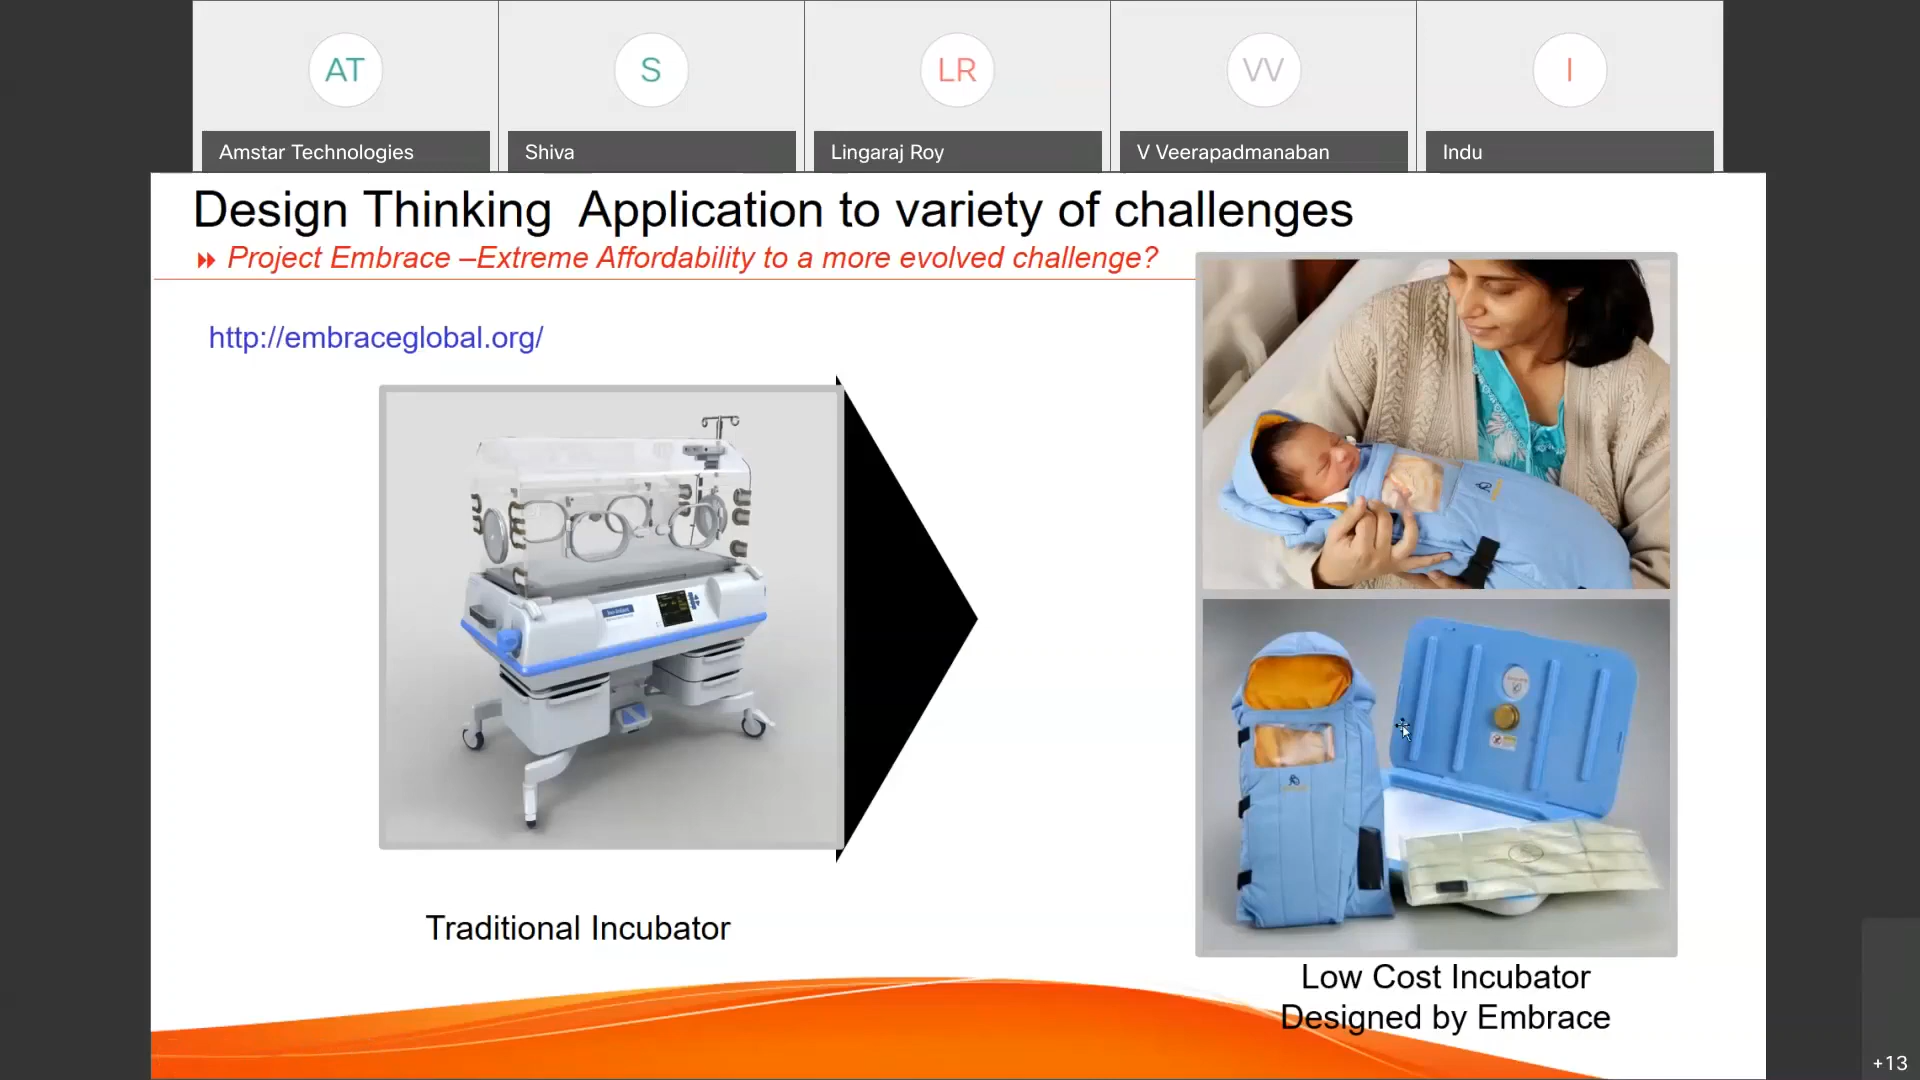 AT
S
LR
VV
I
Amstar Technologies
Shiva
Lingaraj Roy
V Veerapadmanaban
Indu
Design Thinking  Application to variety of challenges
Project Embrace –Extreme Affordability to a more evolved challenge?
http://embraceglobal.org/
Traditional Incubator
Low Cost Incubator
Designed by Embrace
+13